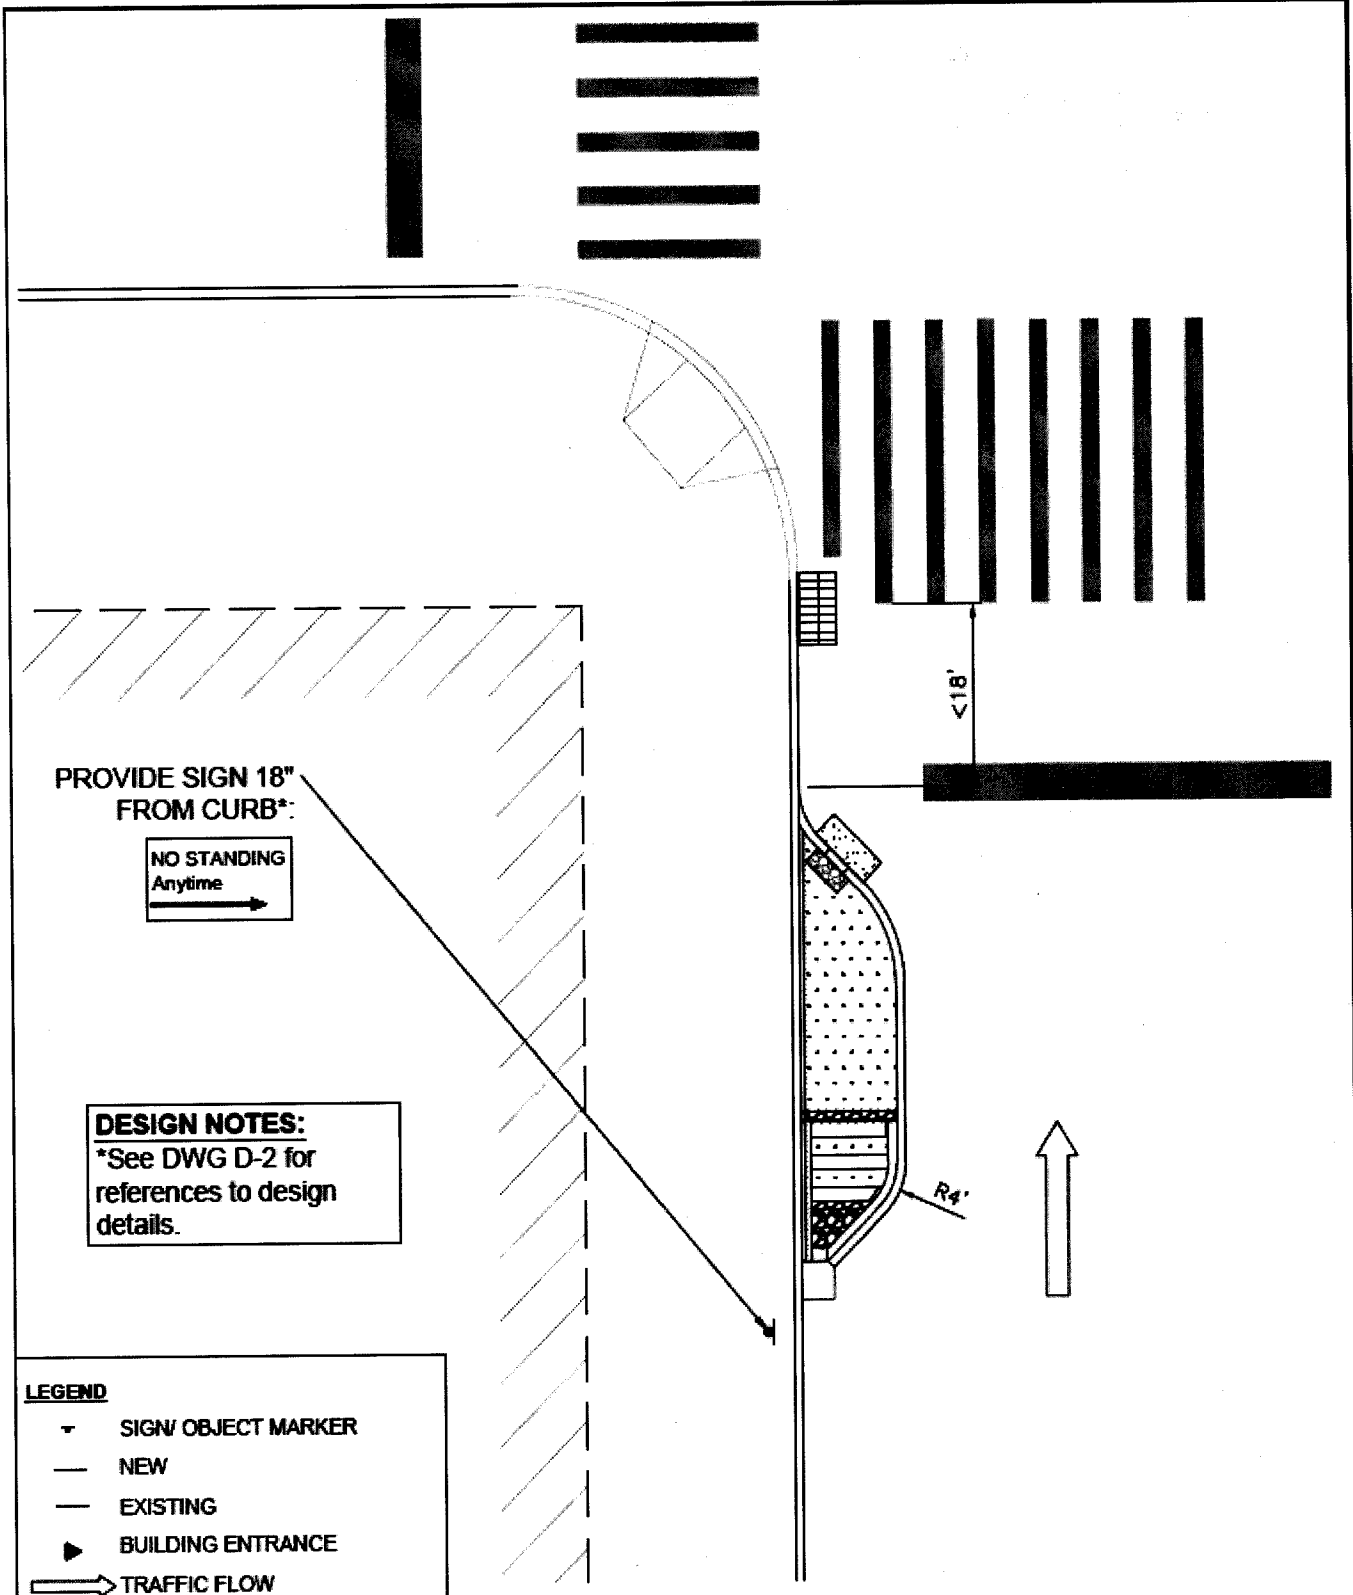 <18'
PROVIDE SIGN 18"
FROM CURB*:
NO STANDING
Anytime
DESIGN NOTES:
*See DWG D-2 for
references to design
details.
R4'
LEGEND
SIGN/ OBJECT MARKER
NEW
EXISTING
BUILDING ENTRANCE
TRAFFIC FLOW